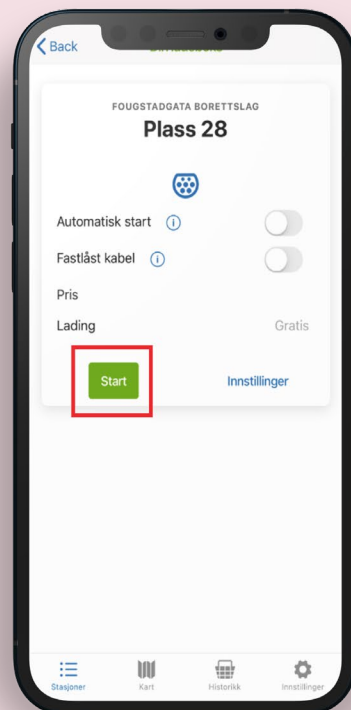 Back
FOUGSTADGATA BORETTSLAG
Plass 28
Automatisk start
Fastlåst kabel
Pris
Lading Gratis
Start Innstillinger
Stasjoner Kart Historikk Innstillinger